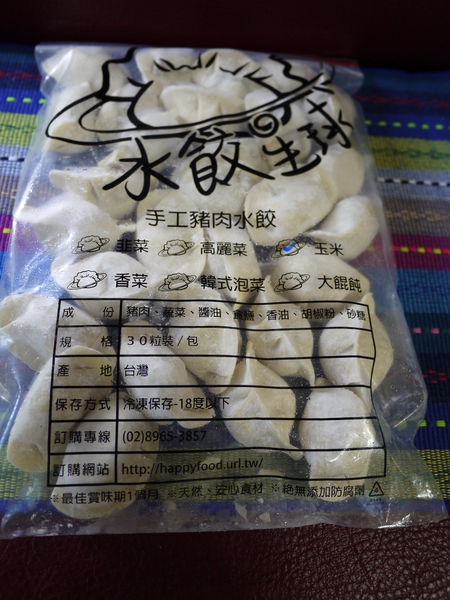 水餃星球
手工豬肉水餃
韭菜 高麗菜 玉米
香菜 韓式泡菜 大餛飩
成份 豬肉、蔬菜、醬油、食鹽、香油、胡椒粉、砂糖
規格 30粒裝/包
產地 台灣
保存方式 冷凍保存-18度以下
訂購專線 (02)8965-3857
訂購網站 http://happyfood.url.tw/
※最佳賞味期1個月 ※天然、安心食材 ※絕無添加防腐劑